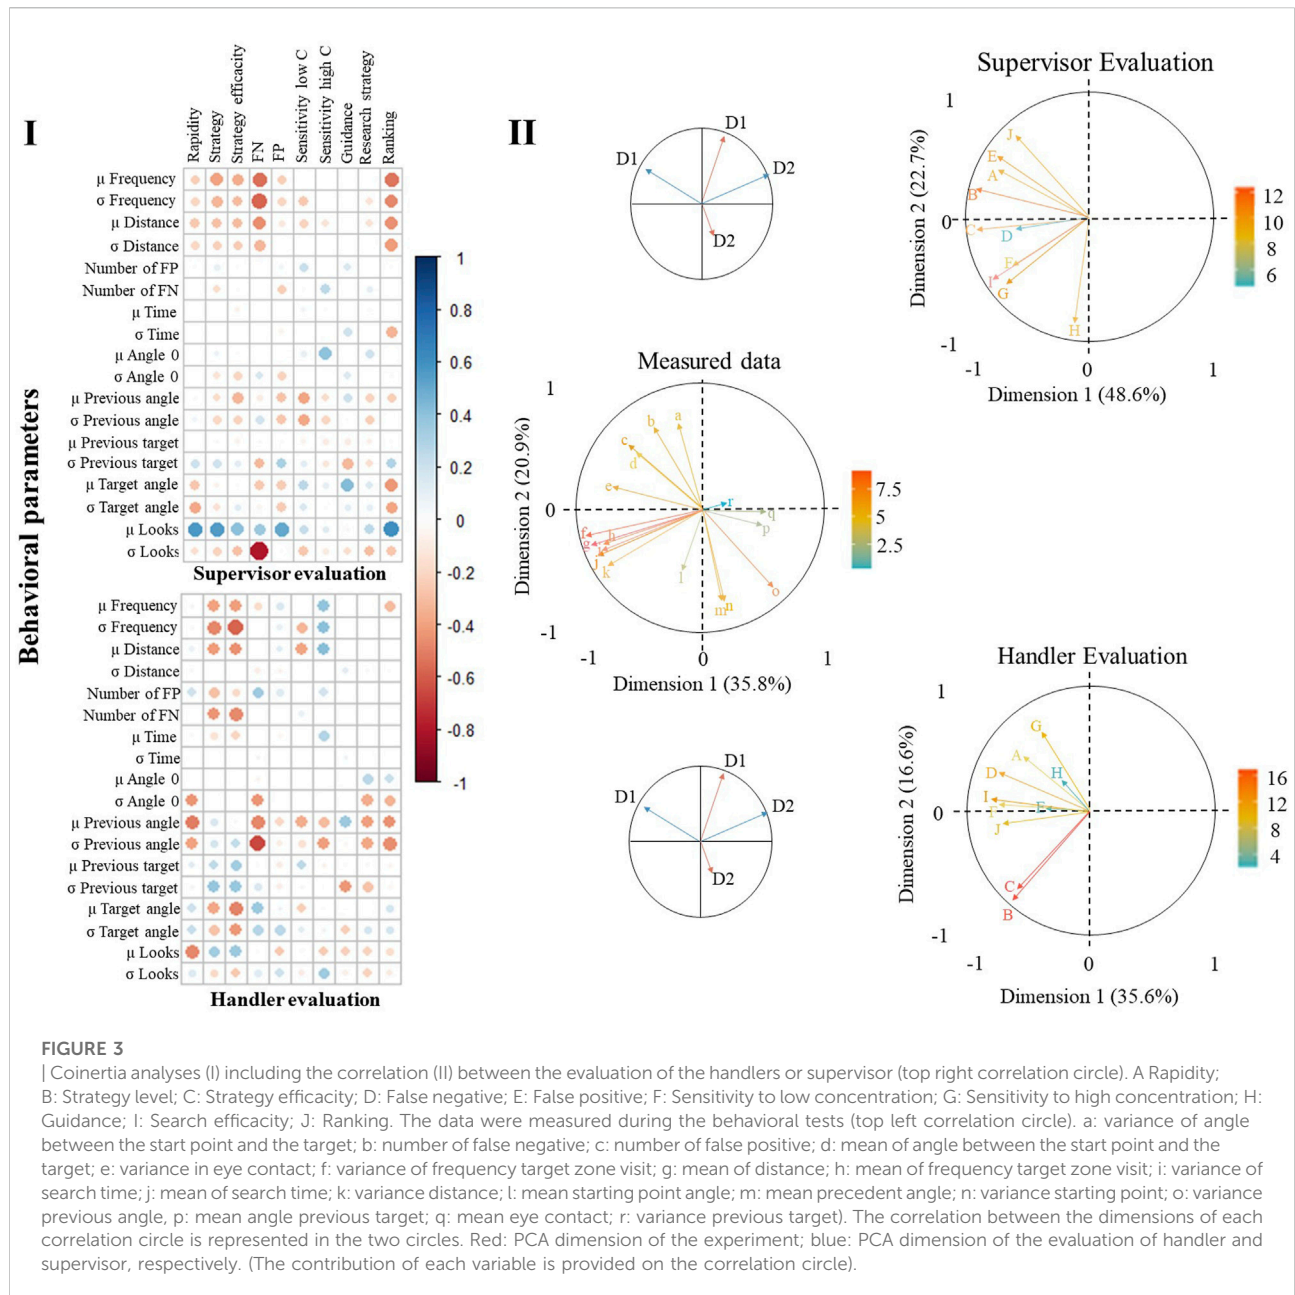 I
Rapidity
Strategy
Strategy efficacity
FN
FP
Sensitivity low C
Sensitivity high C
Guidance
Research strategy
Ranking
Behavioral parameters
μ Frequency
σ Frequency
μ Distance
σ Distance
Number of FP
Number of FN
μ Time
σ Time
μ Angle 0
σ Angle 0
μ Previous angle
σ Previous angle
μ Previous target
σ Previous target
μ Target angle
σ Target angle
μ Looks
σ Looks
Supervisor evaluation
μ Frequency
σ Frequency
μ Distance
σ Distance
Number of FP
Number of FN
μ Time
σ Time
μ Angle 0
σ Angle 0
μ Previous angle
σ Previous angle
μ Previous target
σ Previous target
μ Target angle
σ Target angle
μ Looks
σ Looks
Handler evaluation
1
0.8
0.6
0.4
0.2
0
-0.2
-0.4
-0.6
-0.8
-1
II
D1
D1
D2
D2
Supervisor Evaluation
1
0
-1
Dimension 2 (22.7%)
J
E
A
B
C
D
F
I
G
H
-1
0
1
Dimension 1 (48.6%)
12
10
8
6
Measured data
1
0
-1
Dimension 2 (20.9%)
a
b
c
d
e
f
g
h
j
k
l
m
n
o
p
q
r
-1
0
1
Dimension 1 (35.8%)
7.5
5
2.5
D1
D1
D2
D2
Handler Evaluation
1
0
-1
Dimension 2 (16.6%)
G
A
H
D
I
E
J
C
B
-1
0
1
Dimension 1 (35.6%)
16
12
8
4
FIGURE 3
| Coinertia analyses (I) including the correlation (II) between the evaluation of the handlers or supervisor (top right correlation circle). A Rapidity;
B: Strategy level; C: Strategy efficacity; D: False negative; E: False positive; F: Sensitivity to low concentration; G: Sensitivity to high concentration; H:
Guidance; I: Search efficacity; J: Ranking. The data were measured during the behavioral tests (top left correlation circle). a: variance of angle
between the start point and the target; b: number of false negative; c: number of false positive; d: mean of angle between the start point and the
target; e: variance in eye contact; f: variance of frequency target zone visit; g: mean of distance; h: mean of frequency target zone visit; i: variance of
search time; j: mean of search time; k: variance distance; l: mean starting point angle; m: mean precedent angle; n: variance starting point; o: variance
previous angle, p: mean angle previous target; q: mean eye contact; r: variance previous target). The correlation between the dimensions of each
correlation circle is represented in the two circles. Red: PCA dimension of the experiment; blue: PCA dimension of the evaluation of handler and
supervisor, respectively. (The contribution of each variable is provided on the correlation circle).